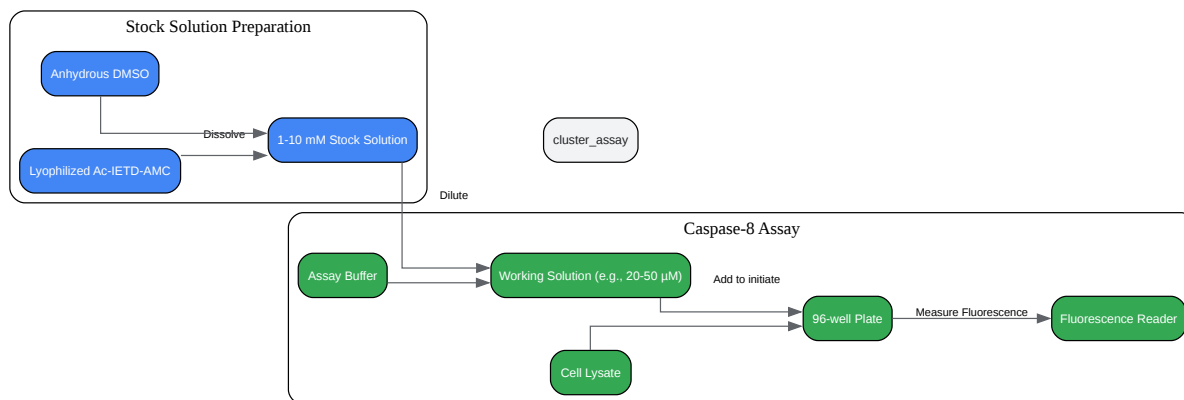 Stock Solution Preparation
Anhydrous DMSO
Dissolve
1-10 mM Stock Solution
cluster_assay
Lyophilized Ac-IETD-AMC
Dilute
Caspase-8 Assay
Assay Buffer
Working Solution (e.g., 20-50 µM)
Add to initiate
96-well Plate
Measure Fluorescence
Fluorescence Reader
Cell Lysate